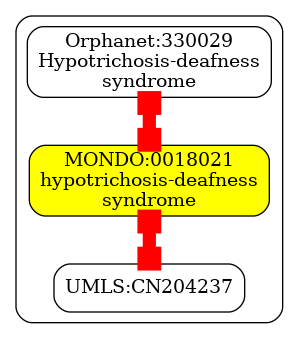 Orphanet:330029
Hypotrichosis-deafness
syndrome
MONDO:0018021
hypotrichosis-deafness
syndrome
UMLS:CN204237